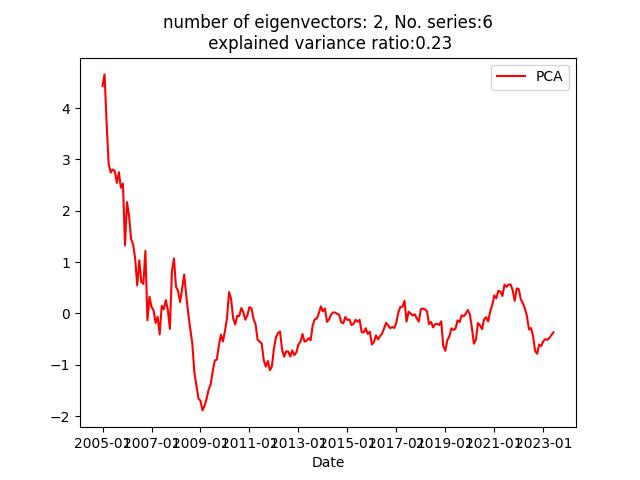 number of eigenvectors: 2, No. series:6
explained variance ratio:0.23
PCA
4
3
2
1
0
−1
−2
2005-01 2007-01 2009-01 2011-01 2013-01 2015-01 2017-01 2019-01 2021-01 2023-01
Date